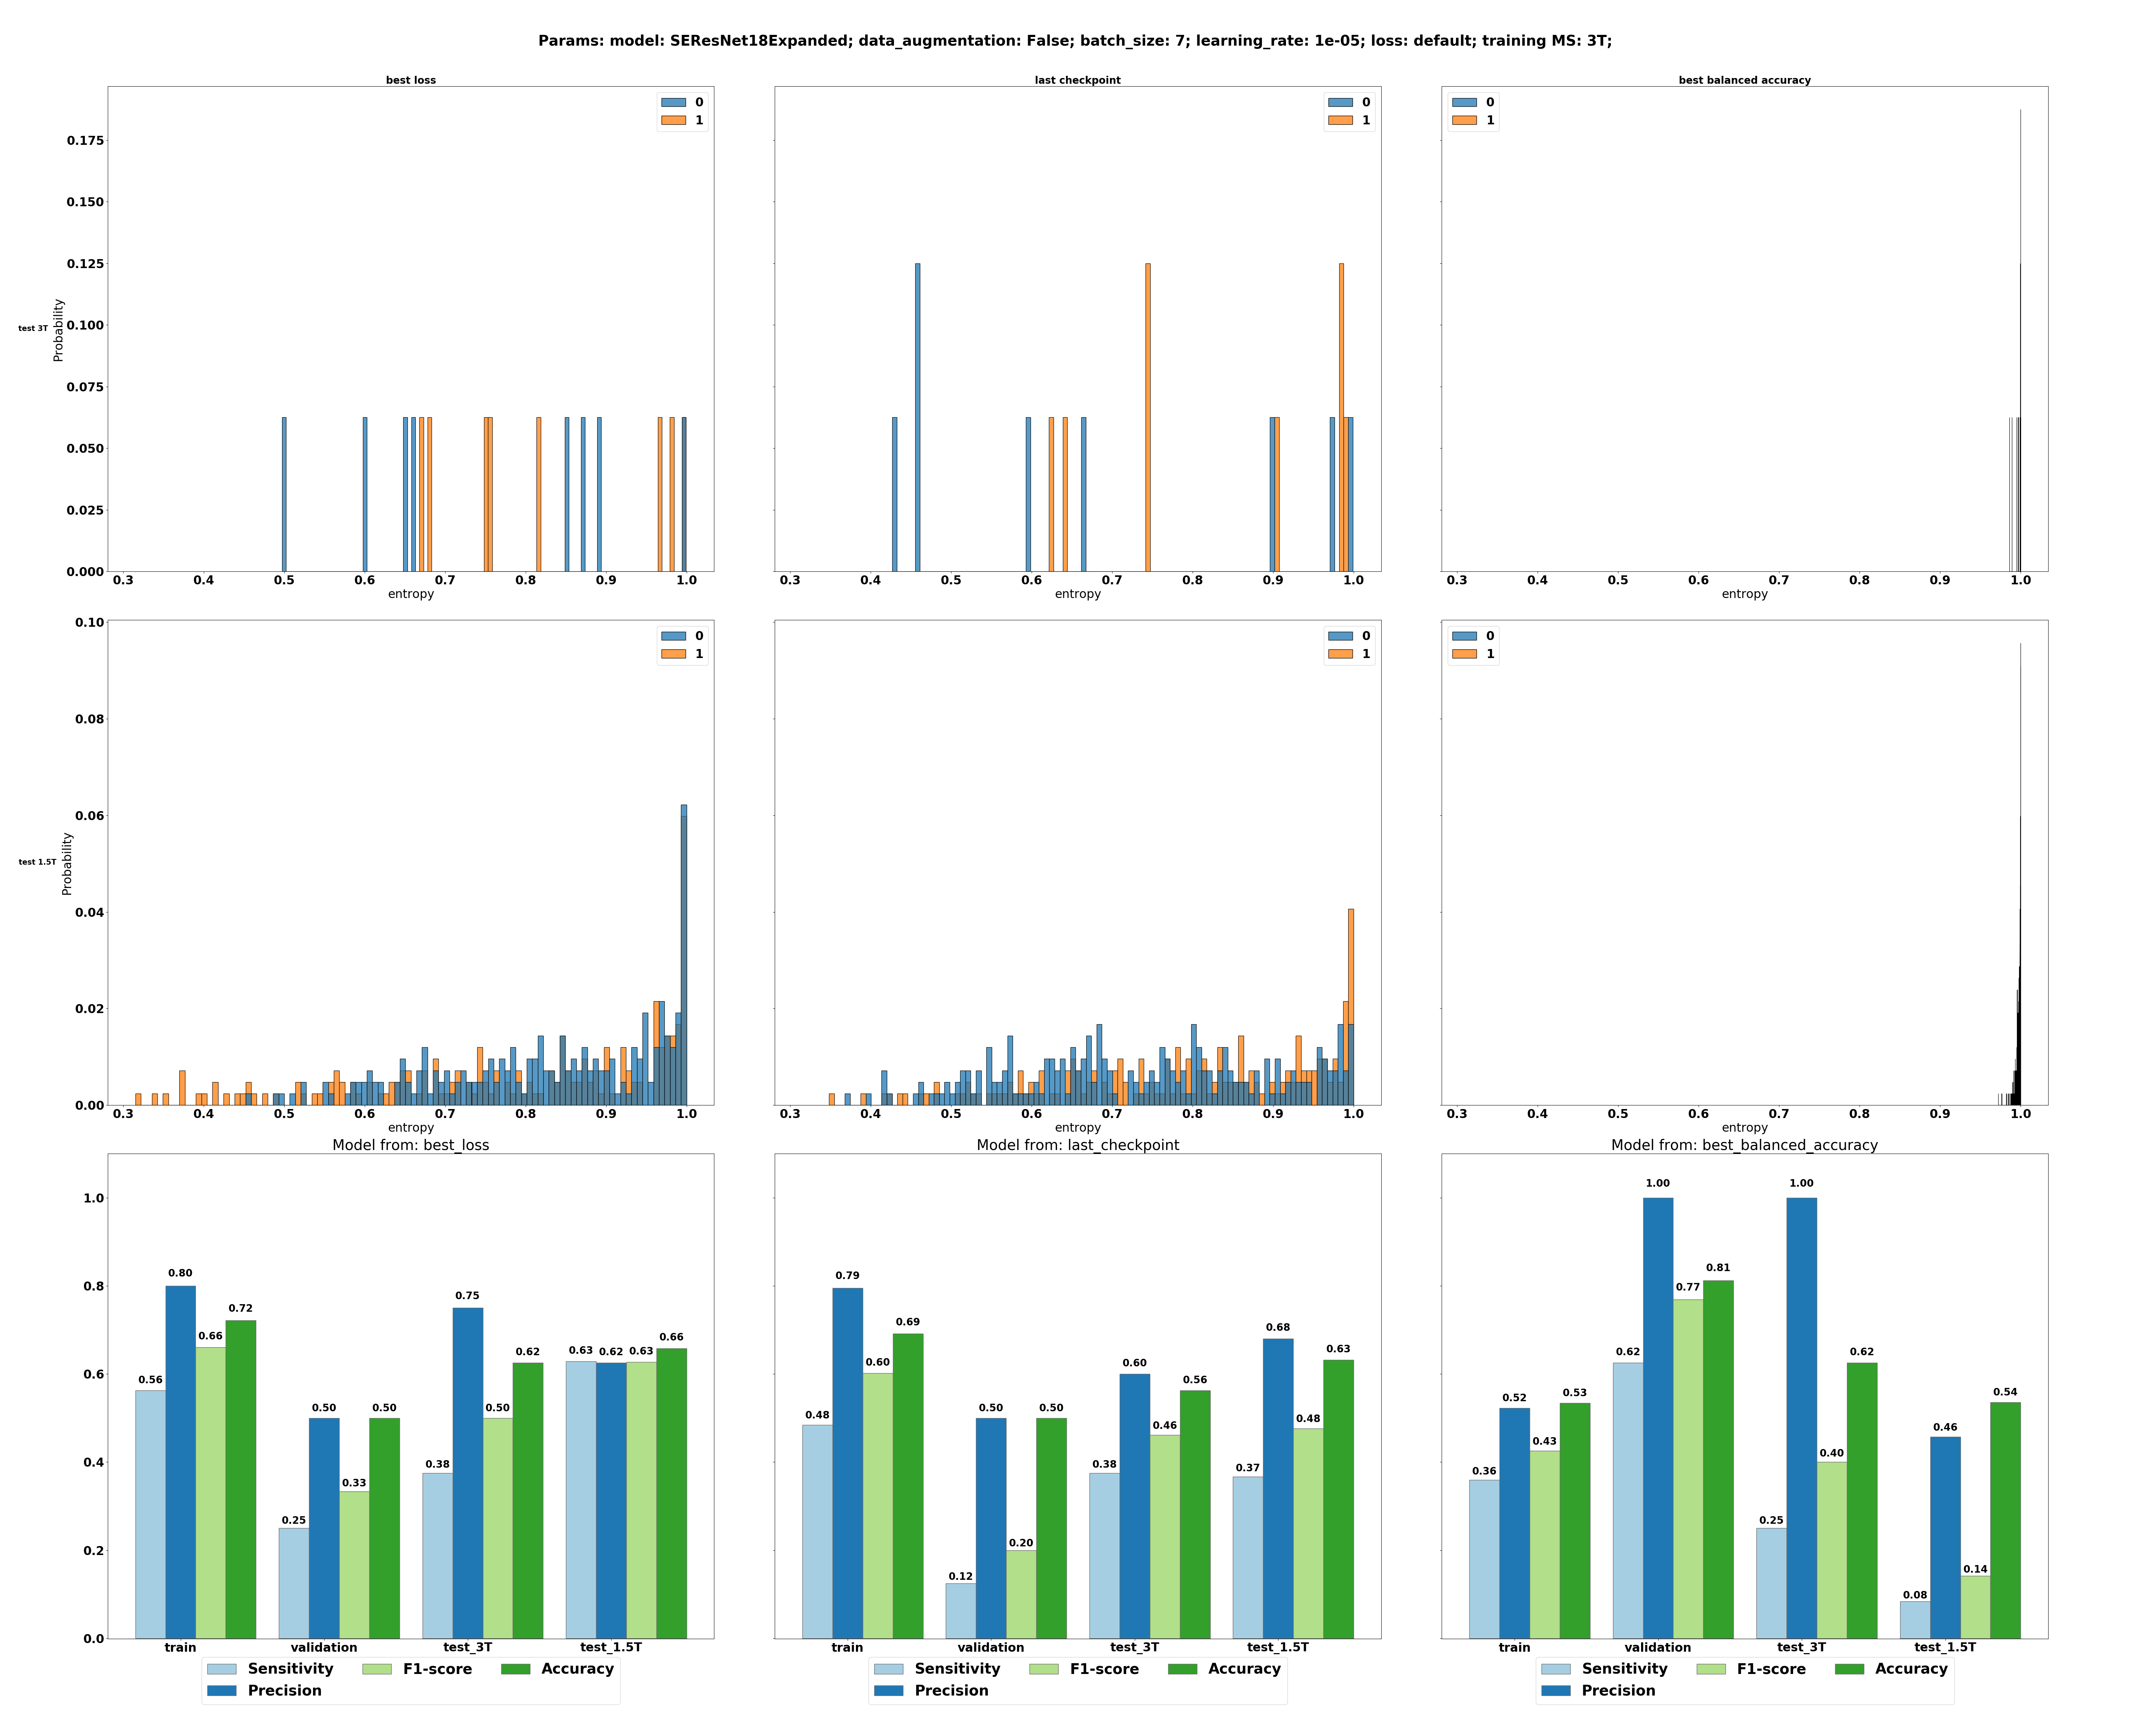 Params: model: SEResNet18Expanded; data_augmentation: False; batch_size: 7; learning_rate: 1e-05; loss: default; training MS: 3T;
best loss
last checkpoint
best balanced accuracy
0
1
0
1
0
1
0.175
0.150
0.125
0.100
0.075
0.050
0.025
0.000
test 3T
Probability
0.3 0.4 0.5 0.6 0.7 0.8 0.9 1.0
0.3 0.4 0.5 0.6 0.7 0.8 0.9 1.0
0.3 0.4 0.5 0.6 0.7 0.8 0.9 1.0
entropy
entropy
entropy
0
1
0
1
0
1
0.10
0.08
0.06
0.04
0.02
0.00
test 1.5T
Probability
0.3 0.4 0.5 0.6 0.7 0.8 0.9 1.0
0.3 0.4 0.5 0.6 0.7 0.8 0.9 1.0
0.3 0.4 0.5 0.6 0.7 0.8 0.9 1.0
entropy
entropy
entropy
Model from: best_loss
1.0
0.8
0.6
0.4
0.2
0.0
0.56 0.80 0.66 0.72
0.25 0.50 0.33 0.50
0.38 0.75 0.50 0.62
0.63 0.62 0.63 0.66
train validation test_3T test_1.5T
Sensitivity F1-score Accuracy
Precision
Model from: last_checkpoint
0.48 0.79 0.60 0.69
0.12 0.50 0.20 0.50
0.38 0.60 0.46 0.56
0.37 0.68 0.48 0.63
train validation test_3T test_1.5T
Sensitivity F1-score Accuracy
Precision
Model from: best_balanced_accuracy
0.36 0.52 0.43 0.53
0.62 1.00 0.77 0.81
0.25 1.00 0.40 0.62
0.08 0.46 0.14 0.54
train validation test_3T test_1.5T
Sensitivity F1-score Accuracy
Precision